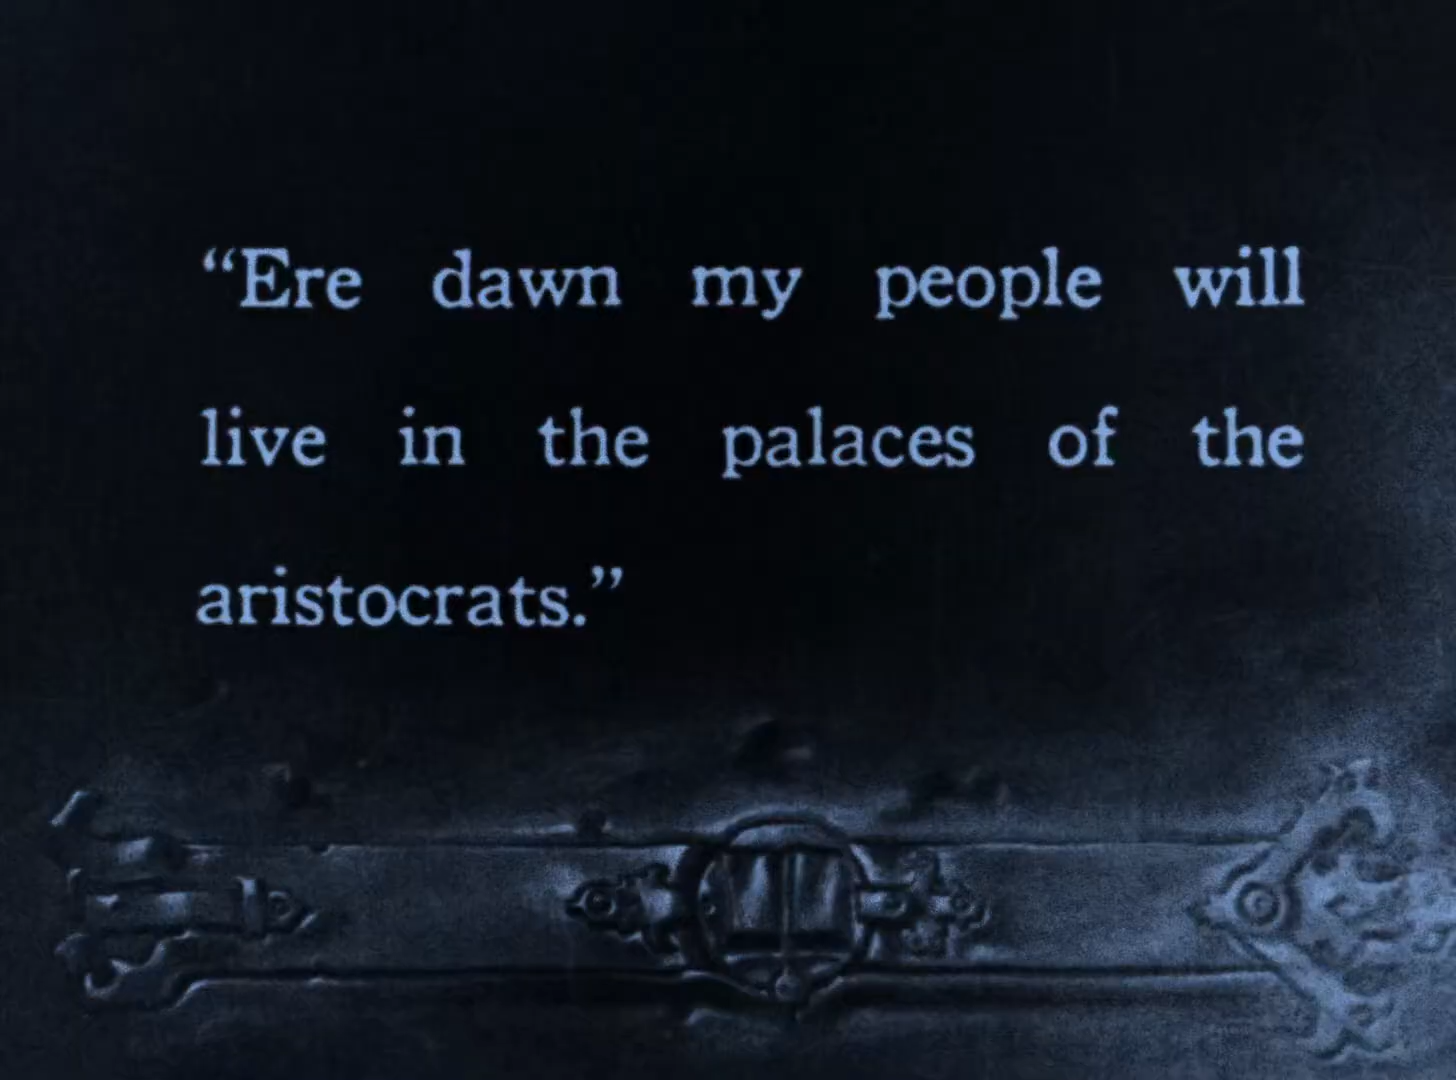 “Ere dawn my people will
live in the palaces of the
aristocrats.”